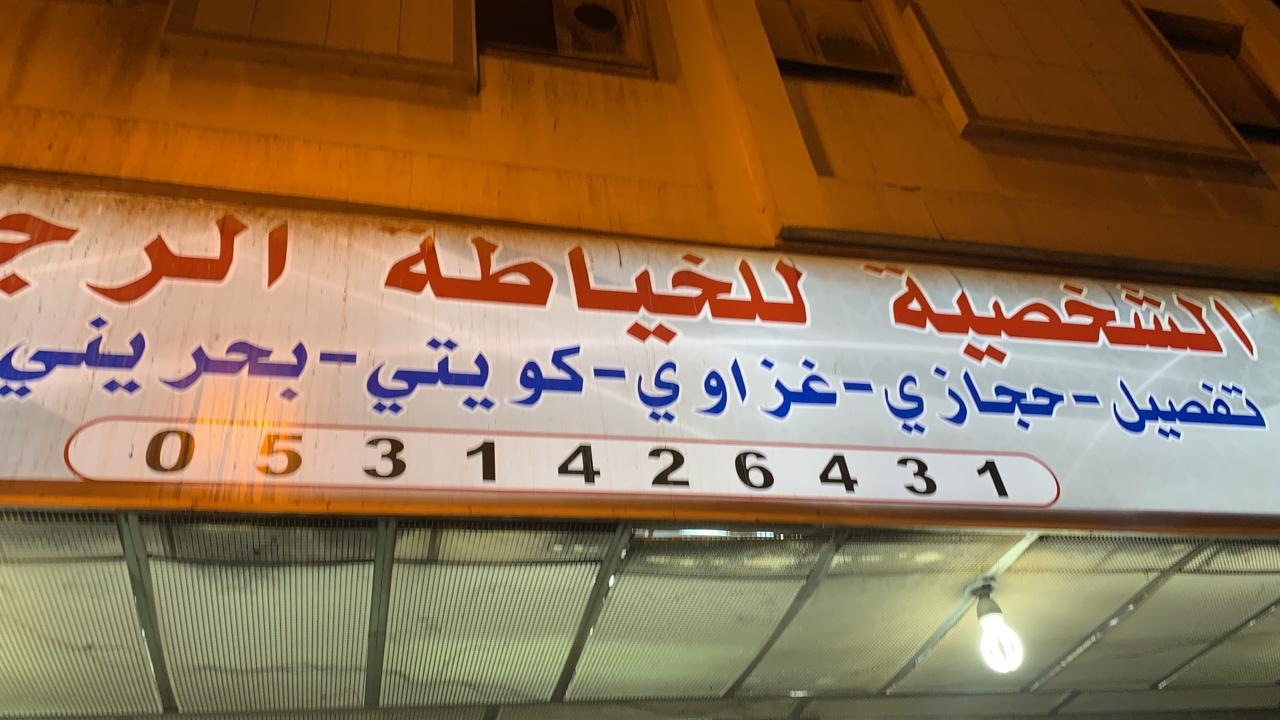 الشخصية للخياطة
تفصيل-حجازي-غزاوي-كويتي-بحريني
0531426431